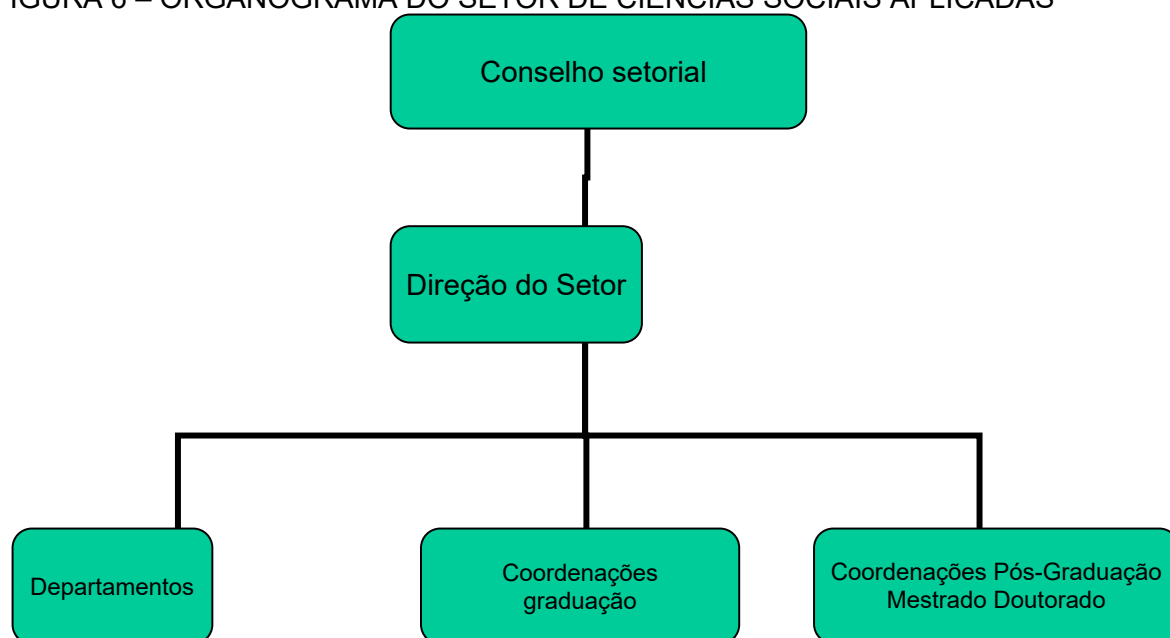 IGURA 6 – ORGANOGRAMA DO SETOR DE CIÊNCIAS SOCIAIS APLICADAS
Conselho setorial
Direção do Setor
Departamentos
Coordenações
graduação
Coordenações Pós-Graduação
Mestrado Doutorado